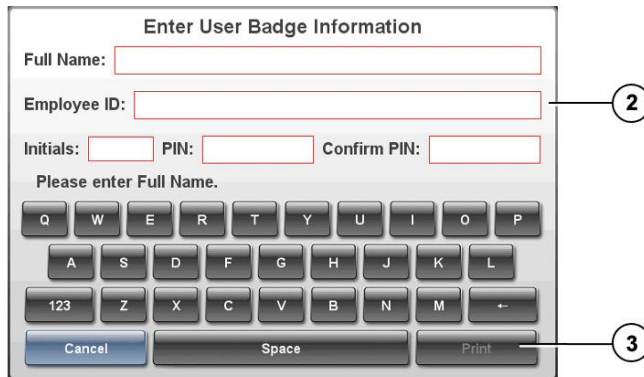 Enter User Badge Information
Full Name:
Employee ID:
2
Initials: PIN: Confirm PIN:
Please enter Full Name.
Q W E R T Y U I O P
A S D F G H J K L
123 Z X C V B N M ←
Cancel Space Print
3